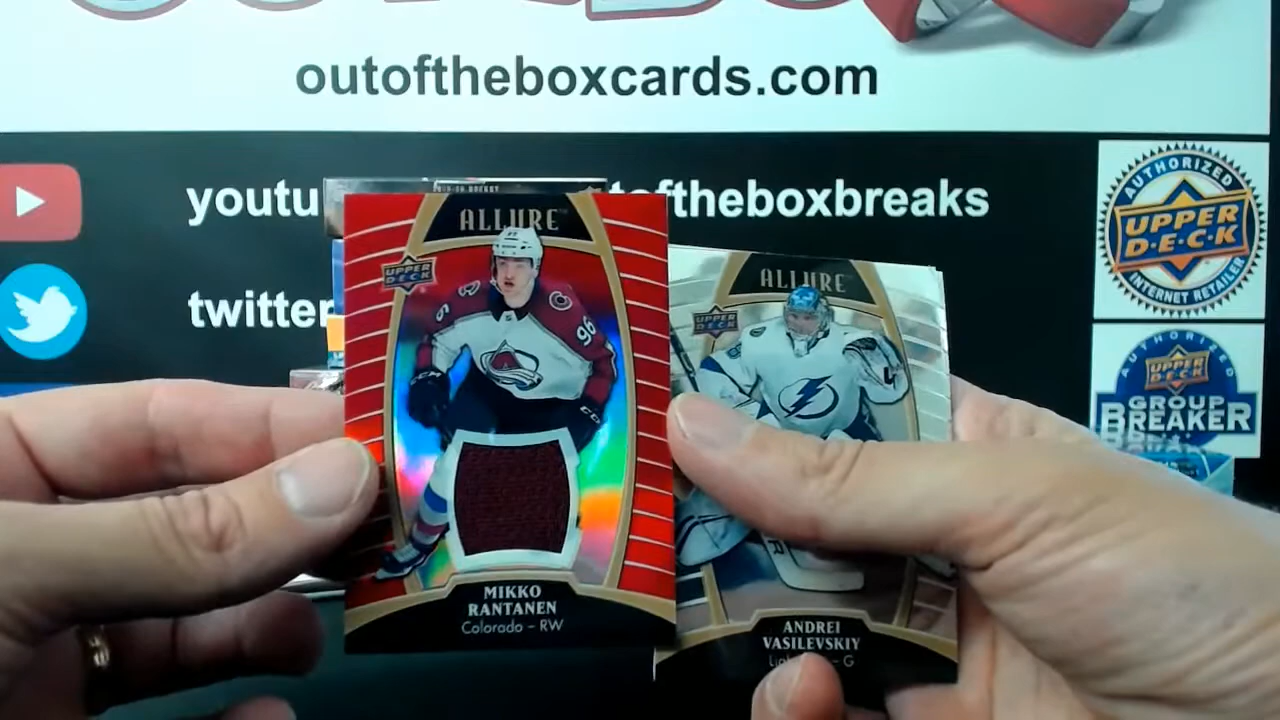 outoftheboxcards.com
youtu
toftheboxbreaks
twitter
AUTHORIZED
UPPER
D·E·C·K
INTERNET RETAILER
AUTHORIZED
UPPER
DECK
GROUP
BREAKER
ALLURE
UPPER
DECK
96
MIKKO
RANTANEN
Colorado - RW
ALLURE
UPPER
DECK
ANDREI
VASILEVSKIY
G